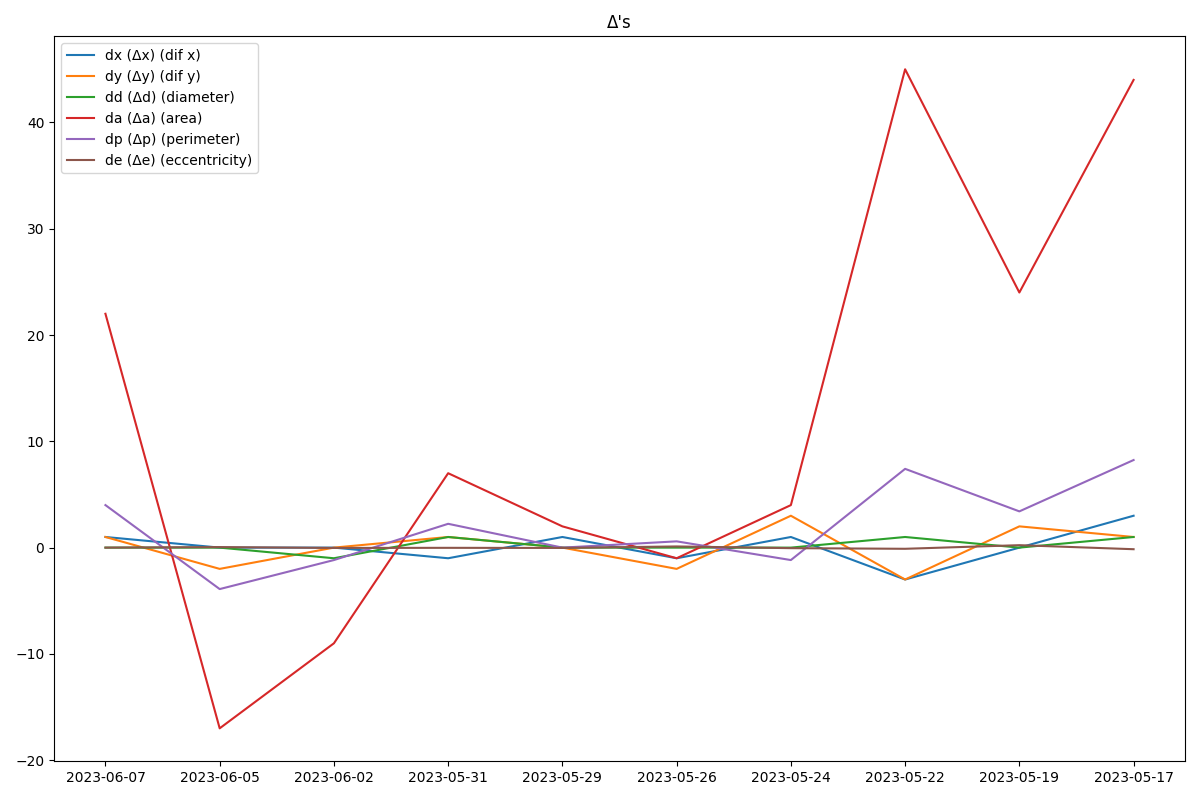 Δ's
dx (Δx) (dif x)
dy (Δy) (dif y)
dd (Δd) (diameter)
da (Δa) (area)
dp (Δp) (perimeter)
de (Δe) (eccentricity)
40
30
20
10
0
−10
−20
2023-06-07 2023-06-05 2023-06-02 2023-05-31 2023-05-29 2023-05-26 2023-05-24 2023-05-22 2023-05-19 2023-05-17